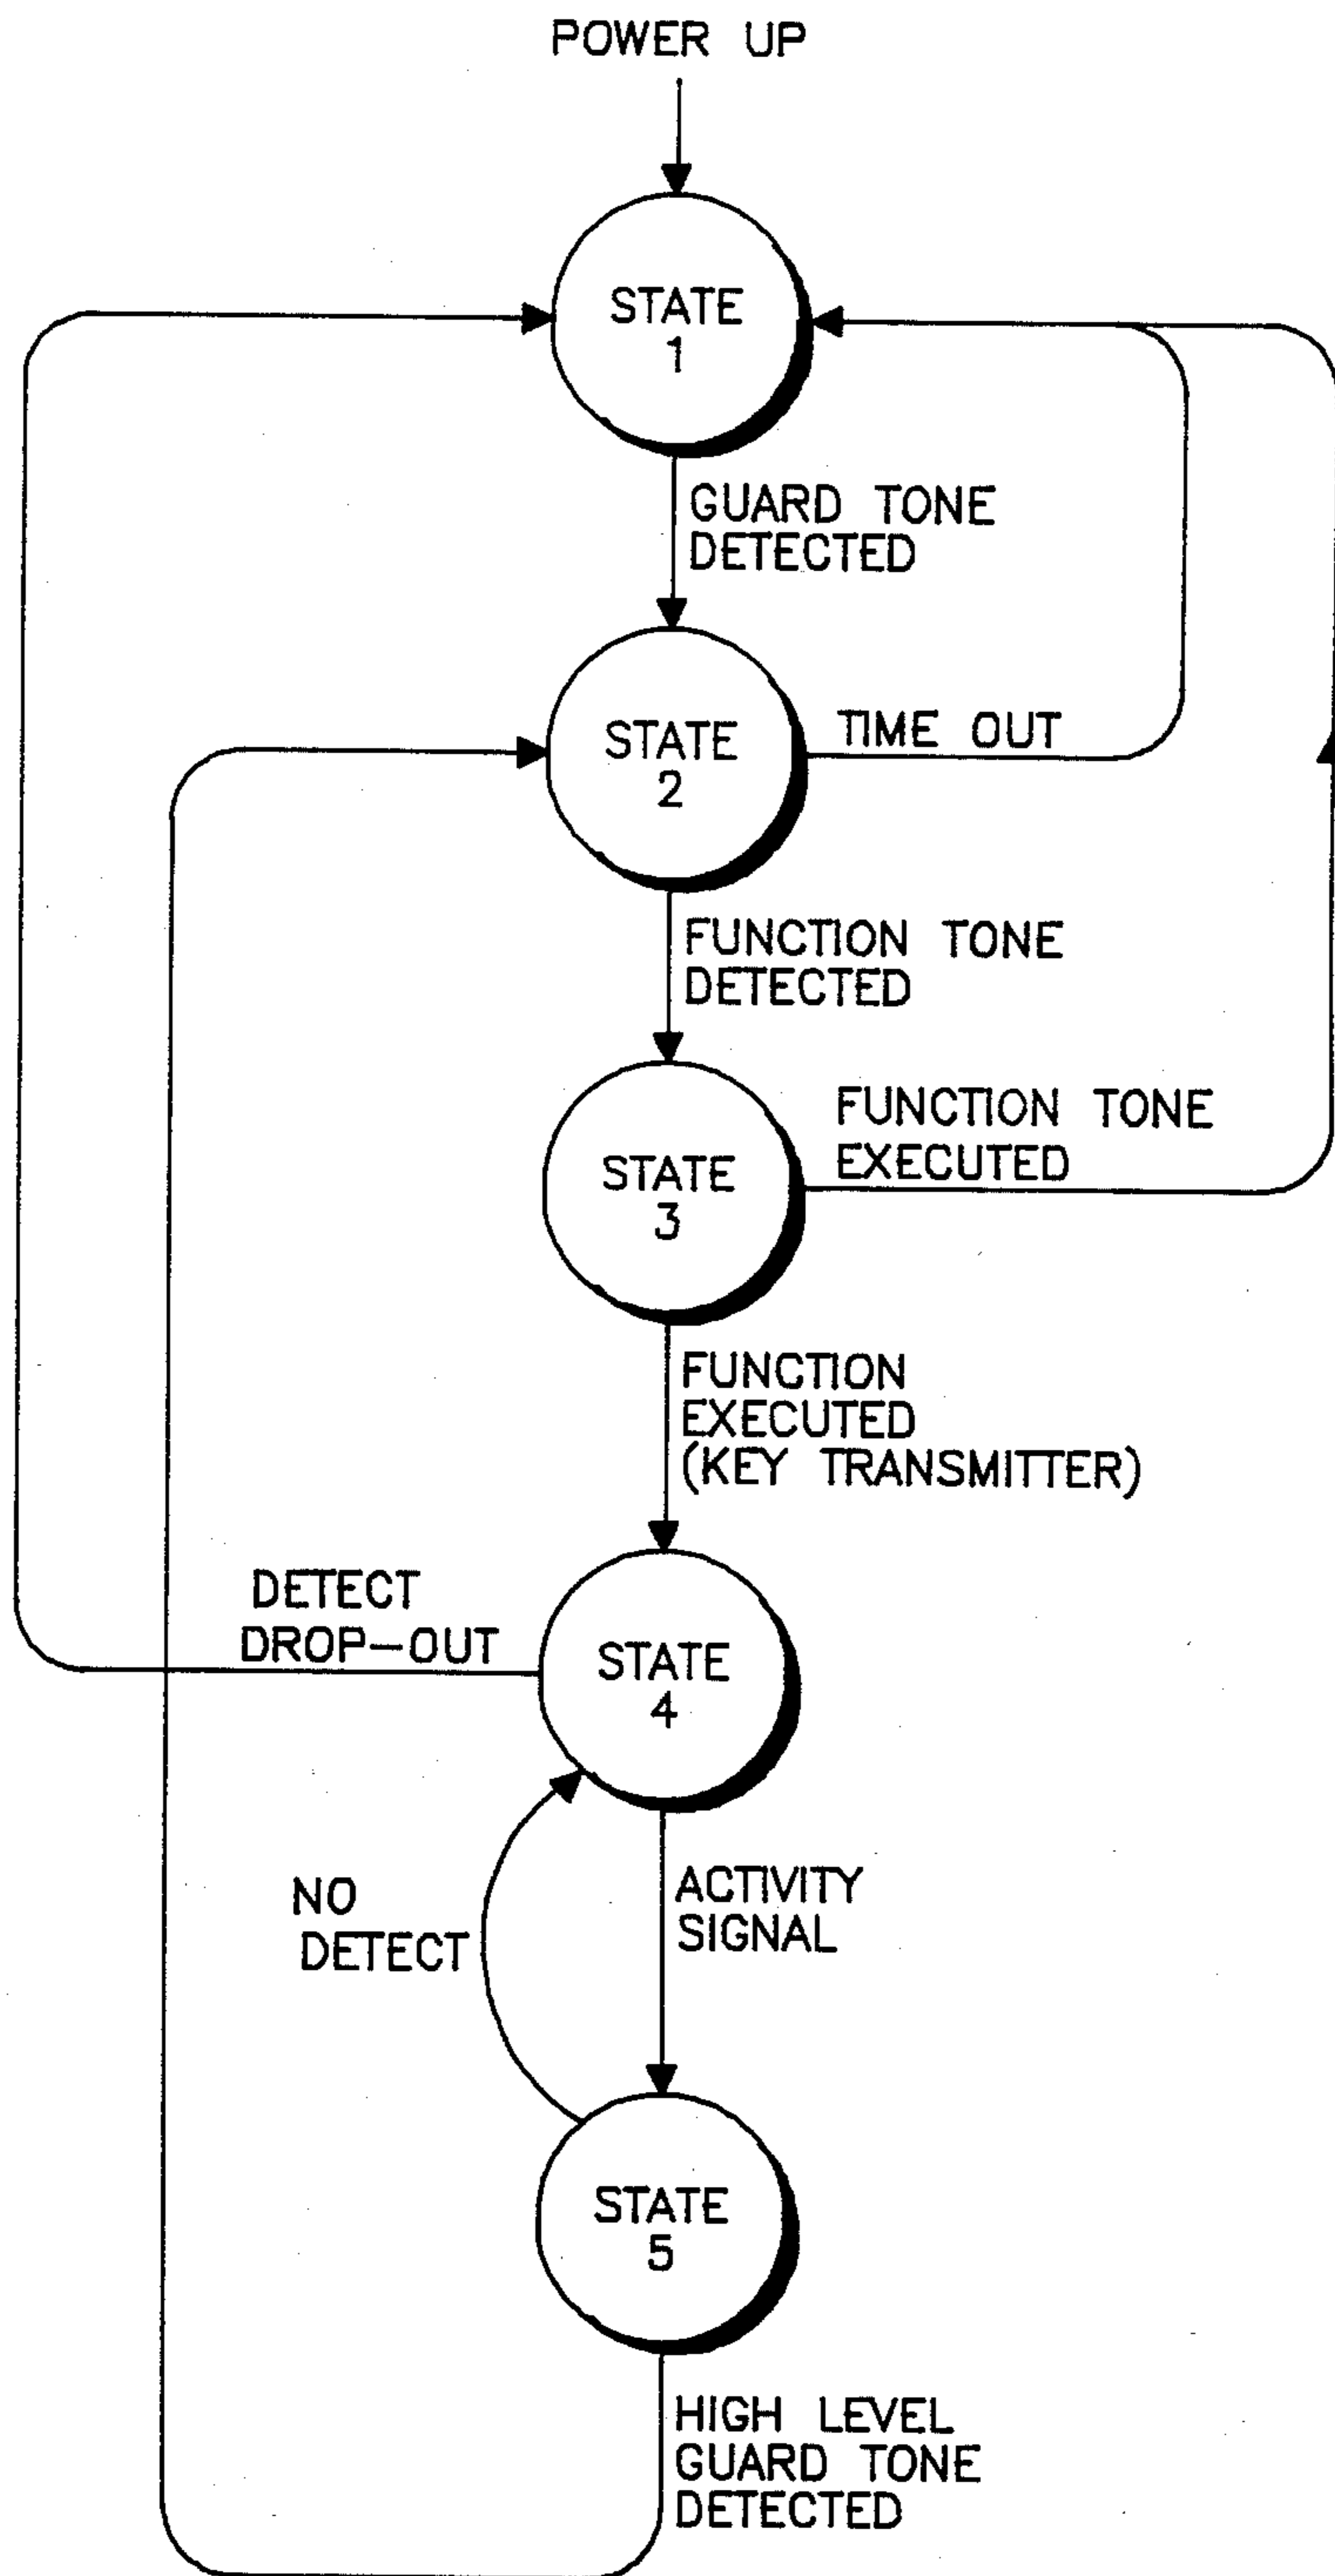 POWER UP
STATE
1
GUARD TONE
DETECTED
STATE
2
TIME OUT
FUNCTION TONE
DETECTED
STATE
3
FUNCTION TONE
EXECUTED
FUNCTION
EXECUTED
(KEY TRANSMITTER)
DETECT
DROP-OUT
STATE
4
NO
DETECT
ACTIVITY
SIGNAL
STATE
5
HIGH LEVEL
GUARD TONE
DETECTED